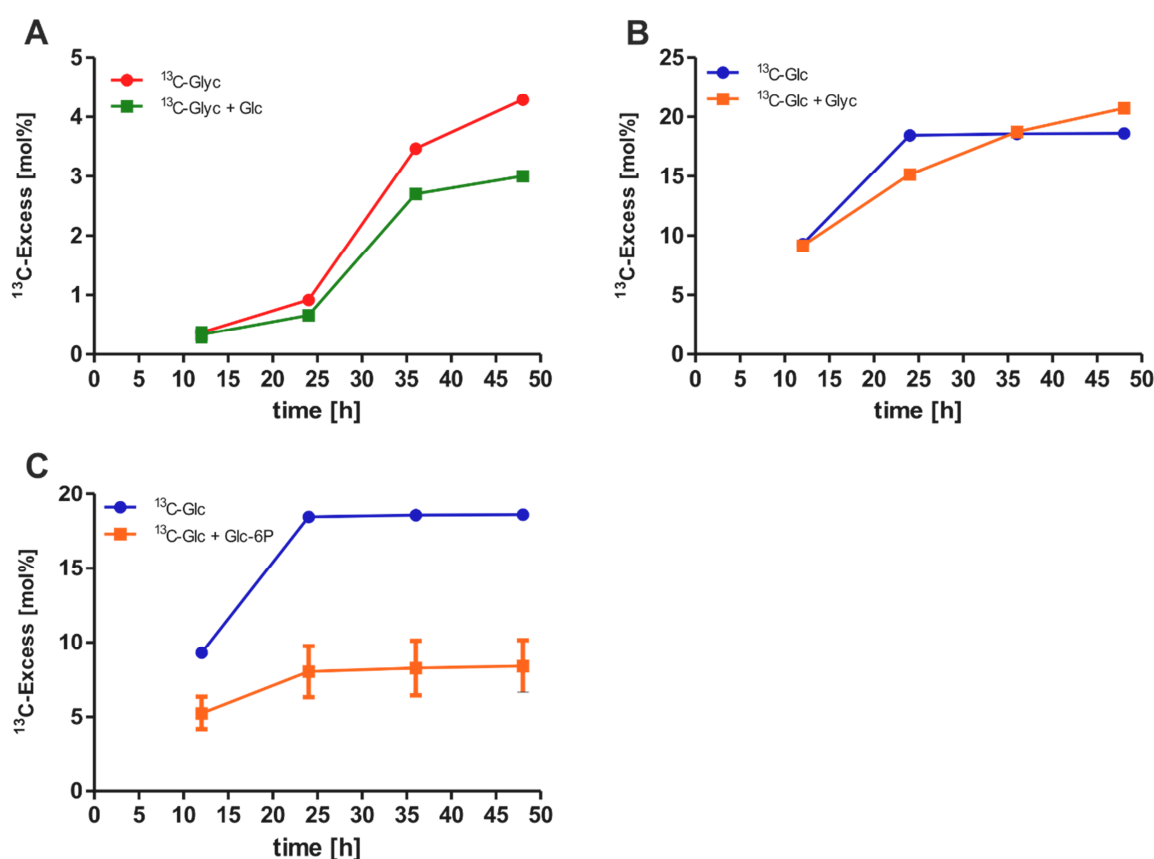 A
B
¹³C-Excess [mol%]
5
4
3
2
1
0
¹³C-Glyc
¹³C-Glyc + Glc
0 5 10 15 20 25 30 35 40 45 50
time [h]
¹³C-Excess [mol%]
25
20
15
10
5
0
¹³C-Glc
¹³C-Glc + Glyc
0 5 10 15 20 25 30 35 40 45 50
time [h]
C
¹³C-Excess [mol%]
20
15
10
5
0
¹³C-Glc
¹³C-Glc + Glc-6P
0 5 10 15 20 25 30 35 40 45 50
time [h]